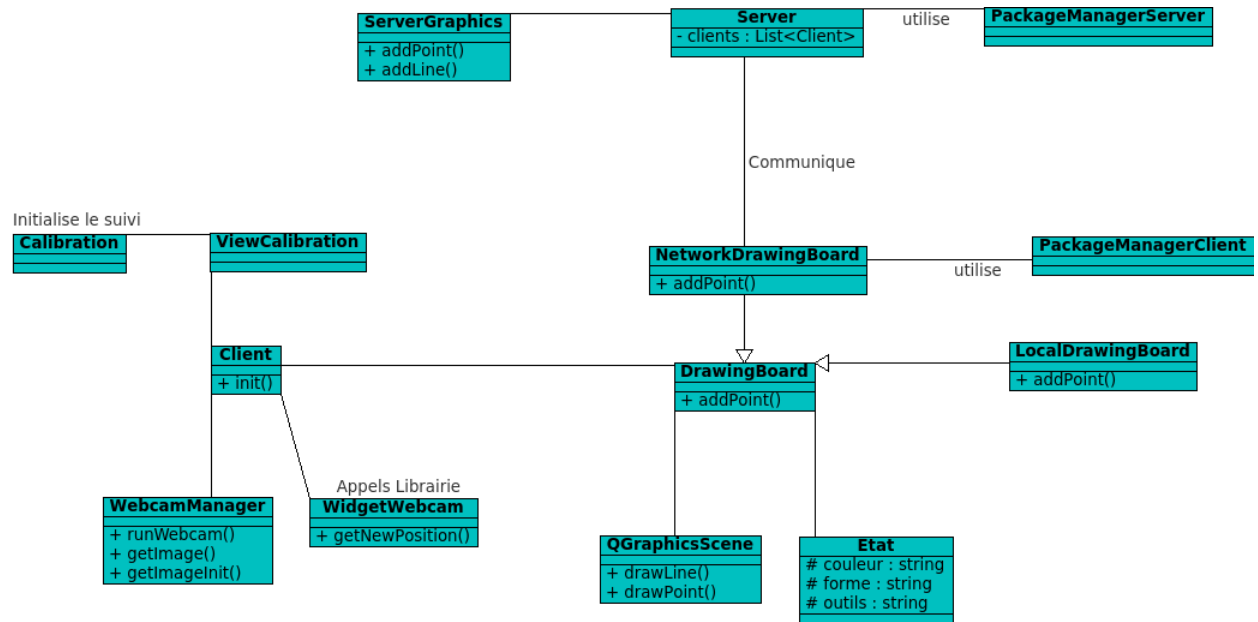 ServerGraphics
+ addPoint()
+ addLine()
Server
- clients : List<Client>
utilise
PackageManagerServer
Communique
Initialise le suivi
Calibration
ViewCalibration
NetworkDrawingBoard
+ addPoint()
utilise
PackageManagerClient
Client
+ init()
DrawingBoard
+ addPoint()
LocalDrawingBoard
+ addPoint()
WebcamManager
+ runWebcam()
+ getImage()
+ getImageInit()
Appels Librairie
WidgetWebcam
+ getNewPosition()
QGraphicsScene
+ drawLine()
+ drawPoint()
Etat
# couleur : string
# forme : string
# outils : string